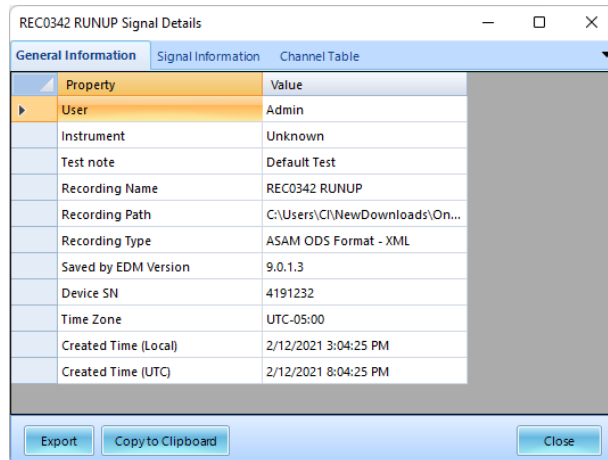 REC0342 RUNUP Signal Details
General Information Signal Information Channel Table
Property Value
User Admin
Instrument Unknown
Test note Default Test
Recording Name REC0342 RUNUP
Recording Path C:\Users\CI\NewDownloads\On...
Recording Type ASAM ODS Format - XML
Saved by EDM Version 9.0.1.3
Device SN 4191232
Time Zone UTC-05:00
Created Time (Local) 2/12/2021 3:04:25 PM
Created Time (UTC) 2/12/2021 8:04:25 PM
Export Copy to Clipboard Close